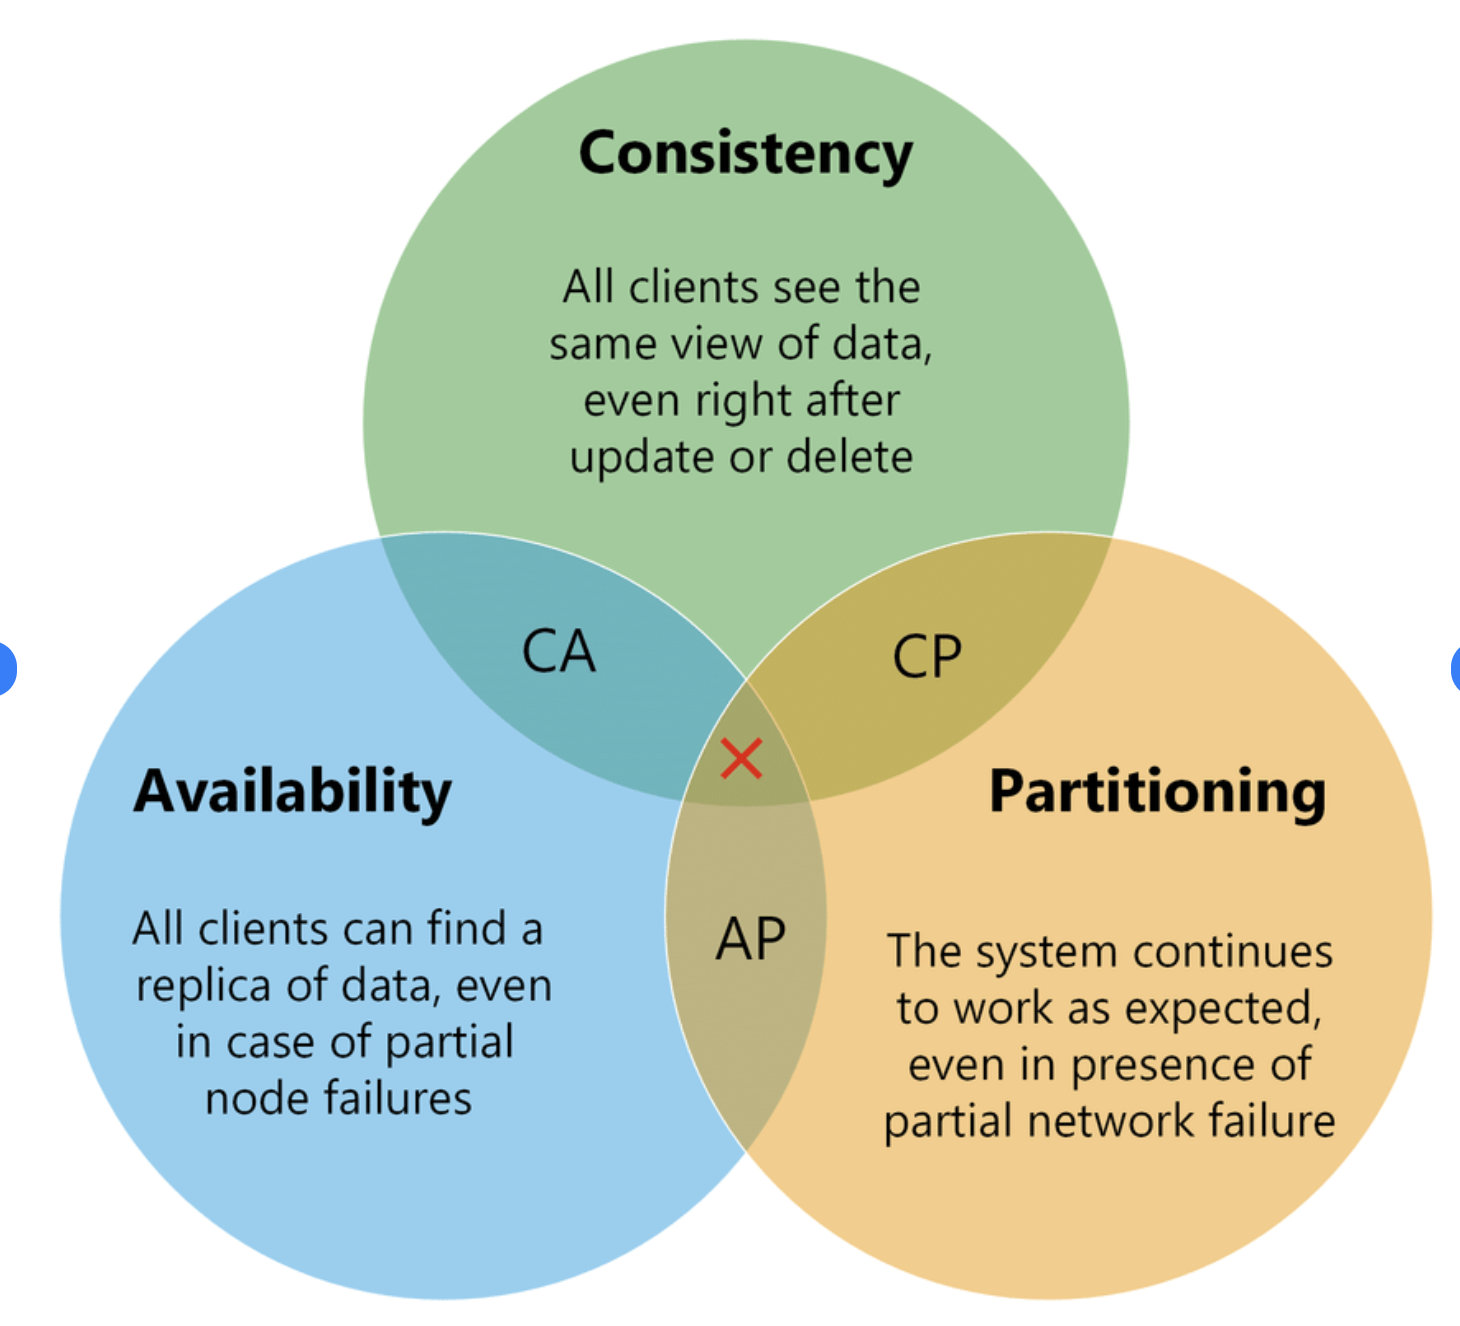 Consistency
All clients see the
same view of data,
even right after
update or delete
CA
CP
Availability
All clients can find a
replica of data, even
in case of partial
node failures
AP
Partitioning
The system continues
to work as expected,
even in presence of
partial network failure